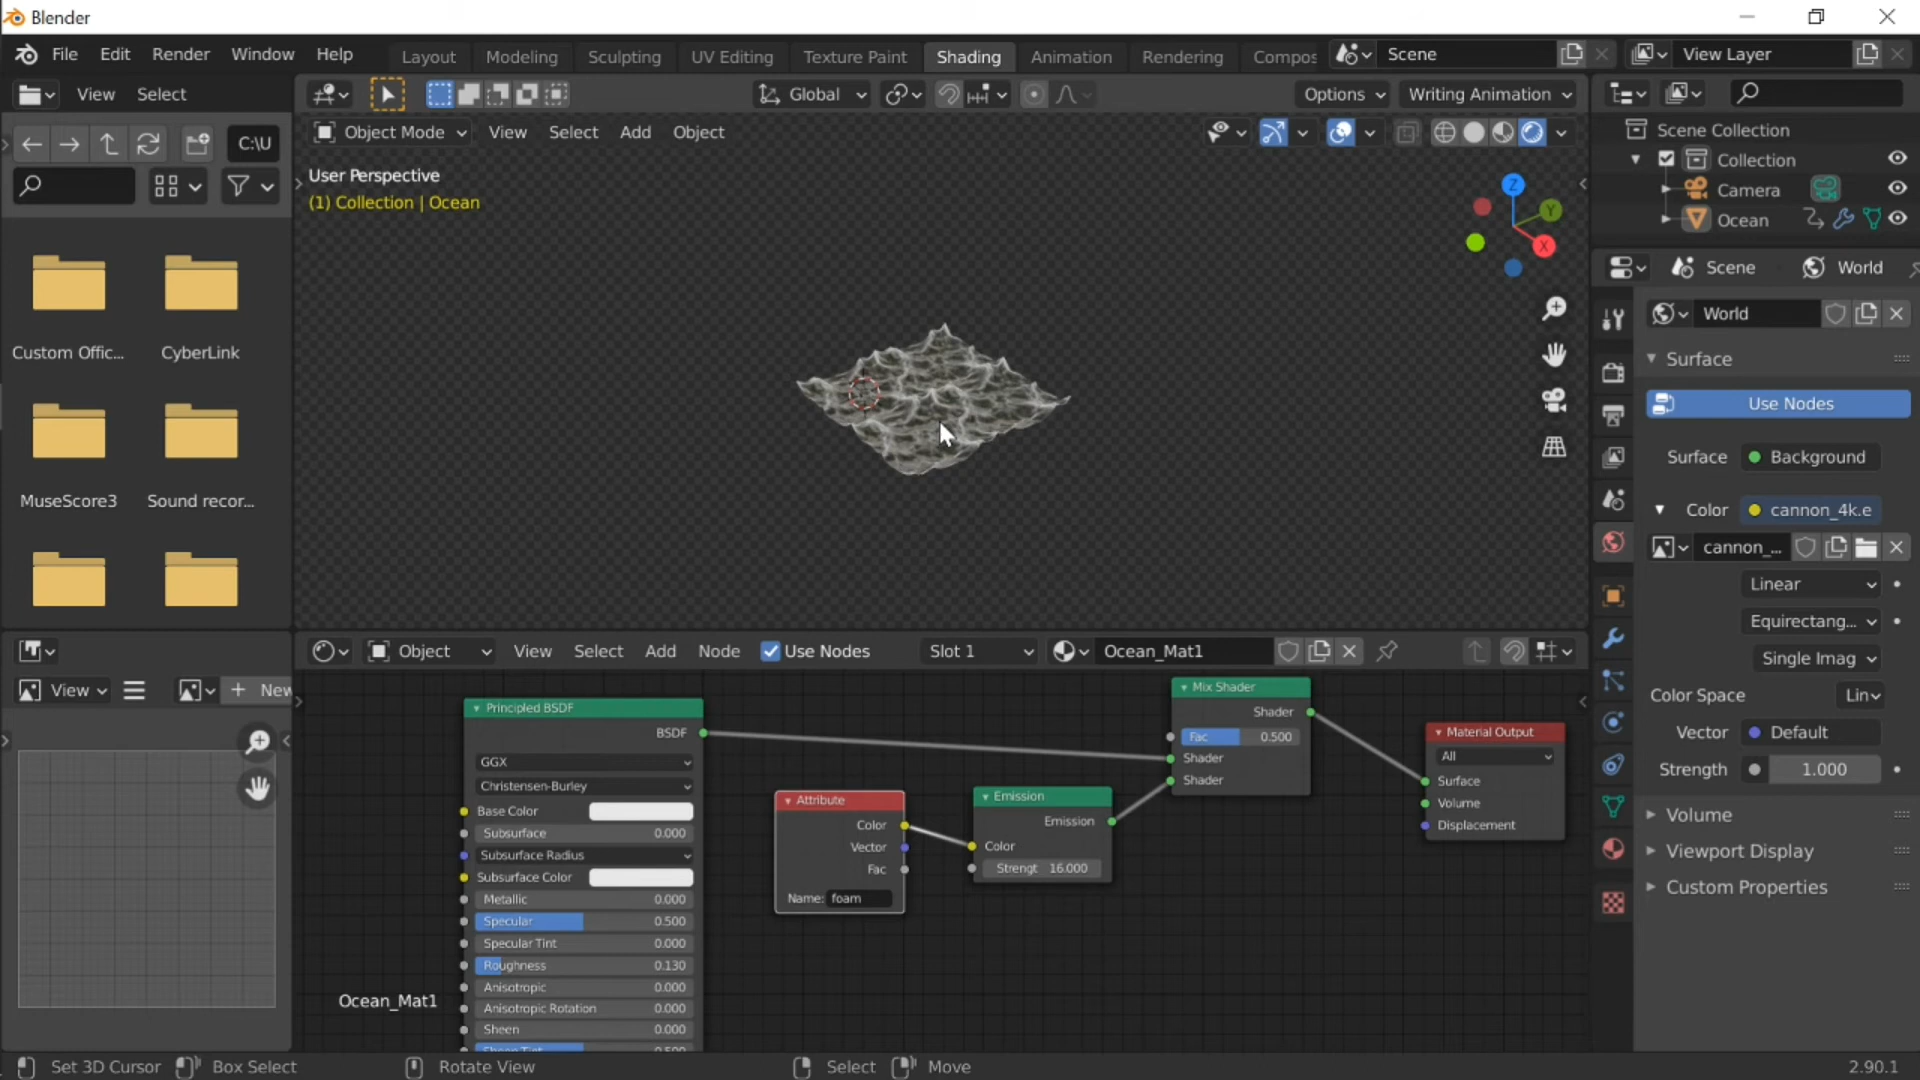 Blender
File Edit Render Window Help Layout Modeling Sculpting UV Editing Texture Paint Shading Animation Rendering Compos Scene View Layer
View Select Global Options Writing Animation
C:\U Object Mode View Select Add Object
User Perspective
(1) Collection | Ocean
Z
Y
X
Scene Collection
Collection
Camera
Ocean
Custom Offic... CyberLink
MuseScore3 Sound recor...
Scene World
World
Surface
Use Nodes
Surface Background
Color cannon_4k.e
cannon_...
Linear
Equirectang...
Single Imag
Color Space Lin
Vector Default
Strength 1.000
Volume
Viewport Display
Custom Properties
View New
Object View Select Add Node Use Nodes Slot 1 Ocean_Mat1
Principled BSDF
BSDF
GGX
Christensen-Burley
Base Color
Subsurface 0.000
Subsurface Radius
Subsurface Color
Metallic 0.000
Specular 0.500
Specular Tint 0.000
Roughness 0.130
Anisotropic 0.000
Anisotropic Rotation 0.000
Sheen 0.000
Sheen Tint 0.500
Attribute
Color
Vector
Fac
Name: foam
Emission
Emission
Color
Strengt 16.000
Mix Shader
Shader
Fac 0.500
Shader
Shader
Material Output
All
Surface
Volume
Displacement
Ocean_Mat1
Set 3D Cursor Box Select Rotate View Select Move 2.90.1